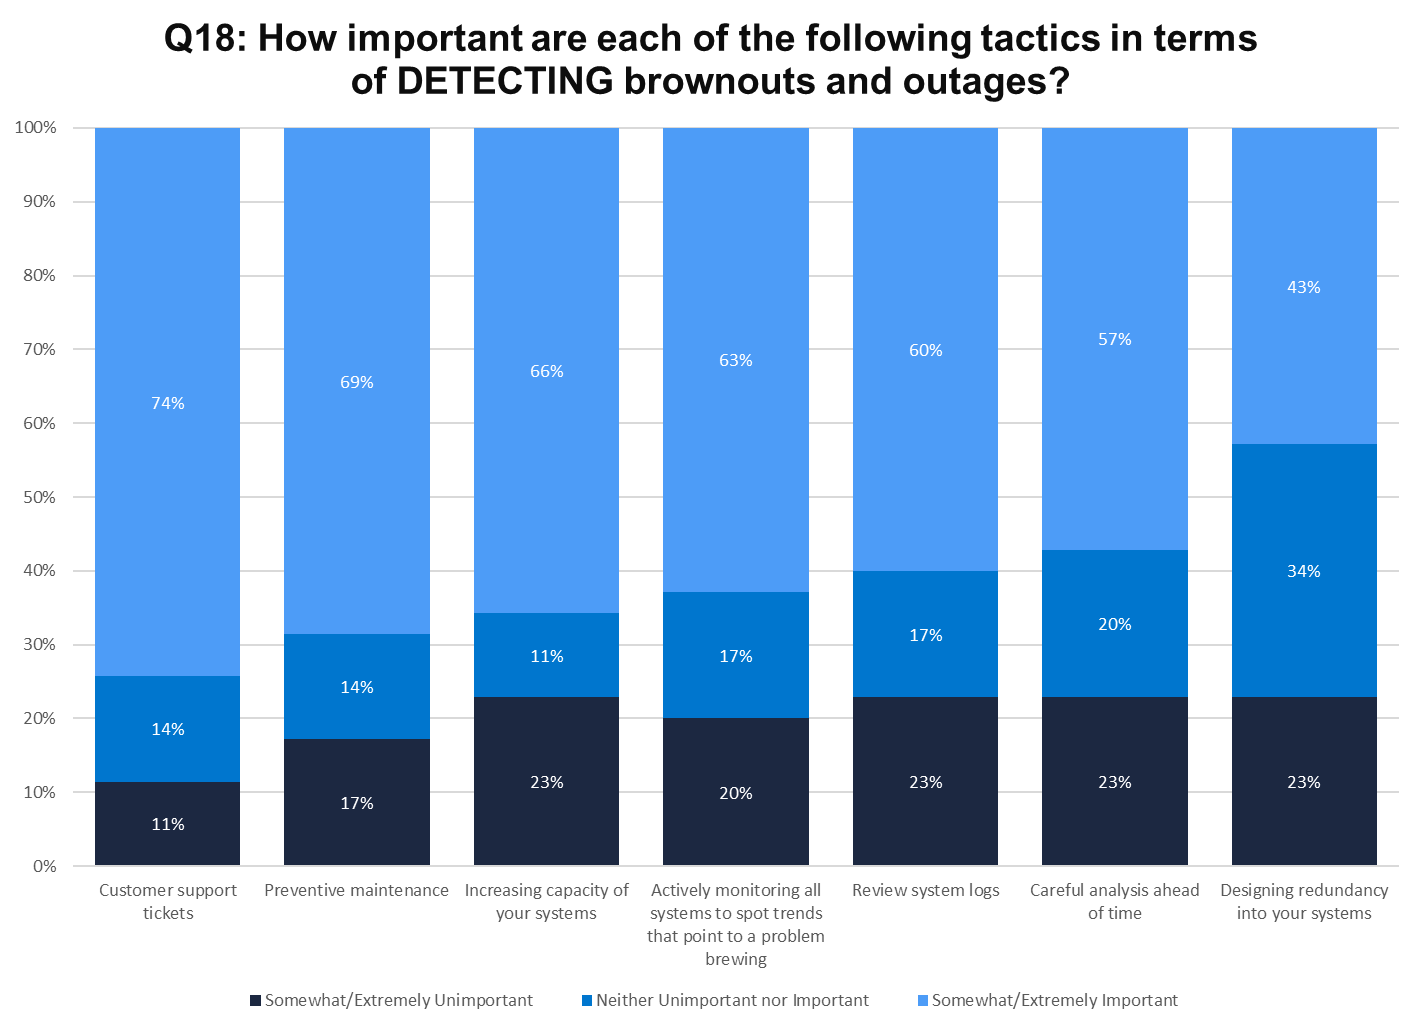 Q18: How important are each of the following tactics in terms
of DETECTING brownouts and outages?
100%
90%
80%
70%
60%
50%
40%
30%
20%
10%
0%
74%
14%
11%
69%
14%
17%
66%
11%
23%
63%
17%
20%
60%
17%
23%
57%
20%
23%
43%
34%
23%
Customer support
tickets
Preventive maintenance
Increasing capacity of
your systems
Actively monitoring all
systems to spot trends
that point to a problem
brewing
Review system logs
Careful analysis ahead
of time
Designing redundancy
into your systems
Somewhat/Extremely Unimportant
Neither Unimportant nor Important
Somewhat/Extremely Important